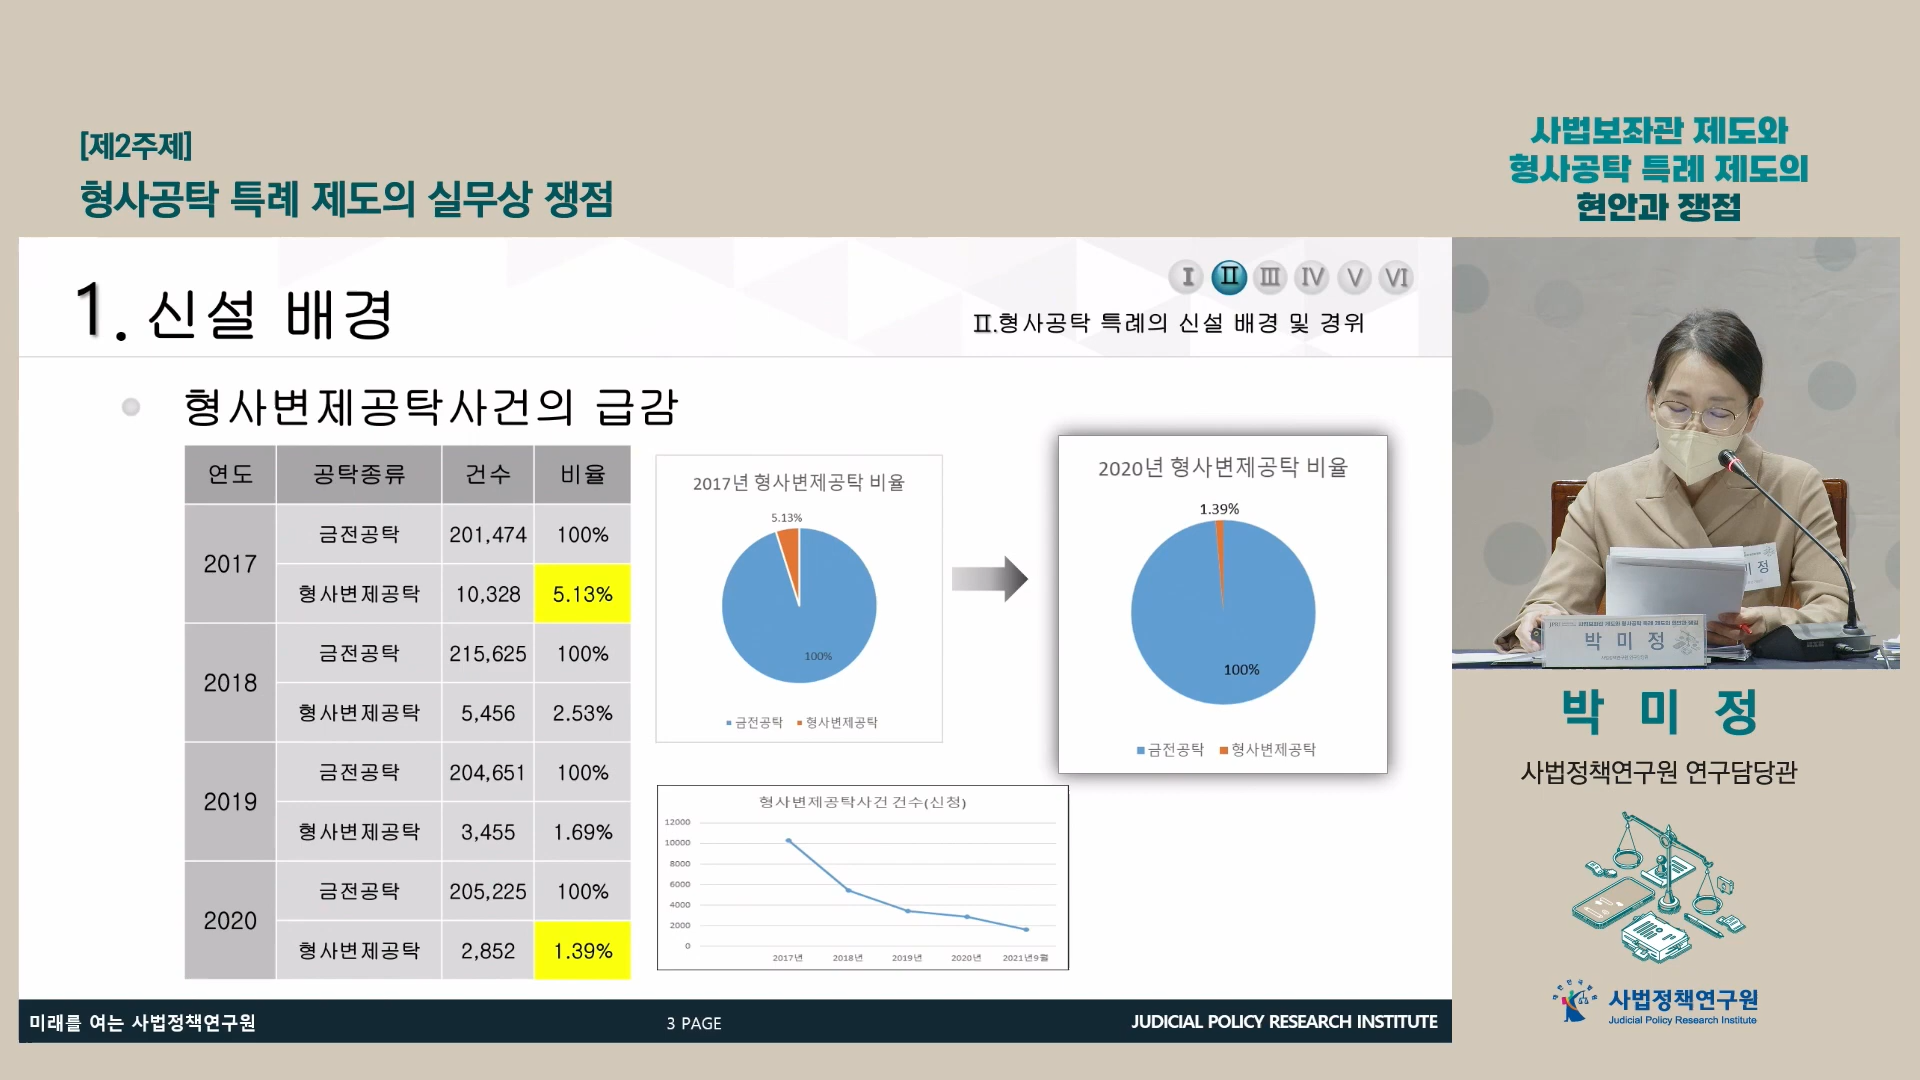 [제2주제]
형사공탁 특례 제도의 실무상 쟁점
사법보좌관 제도와
형사공탁 특례 제도의
현안과 쟁점
1. 신설 배경
I II III IV V VI
II.형사공탁 특례의 신설 배경 및 경위
형사변제공탁사건의 급감
연도 공탁종류 건수 비율
2017 금전공탁 201,474 100%
형사변제공탁 10,328 5.13%
2018 금전공탁 215,625 100%
형사변제공탁 5,456 2.53%
2019 금전공탁 204,651 100%
형사변제공탁 3,455 1.69%
2020 금전공탁 205,225 100%
형사변제공탁 2,852 1.39%
2017년 형사변제공탁 비율
5.13%
100%
금전공탁 형사변제공탁
2020년 형사변제공탁 비율
1.39%
100%
금전공탁 형사변제공탁
형사변제공탁사건 건수(신청)
12000
10000
8000
6000
4000
2000
0
2017년 2018년 2019년 2020년 2021년9월
미래를 여는 사법정책연구원
3 PAGE
JUDICIAL POLICY RESEARCH INSTITUTE
미 정
박 미 정
박 미 정
사법정책연구원 연구담당관
사법정책연구원
Judicial Policy Research Institute